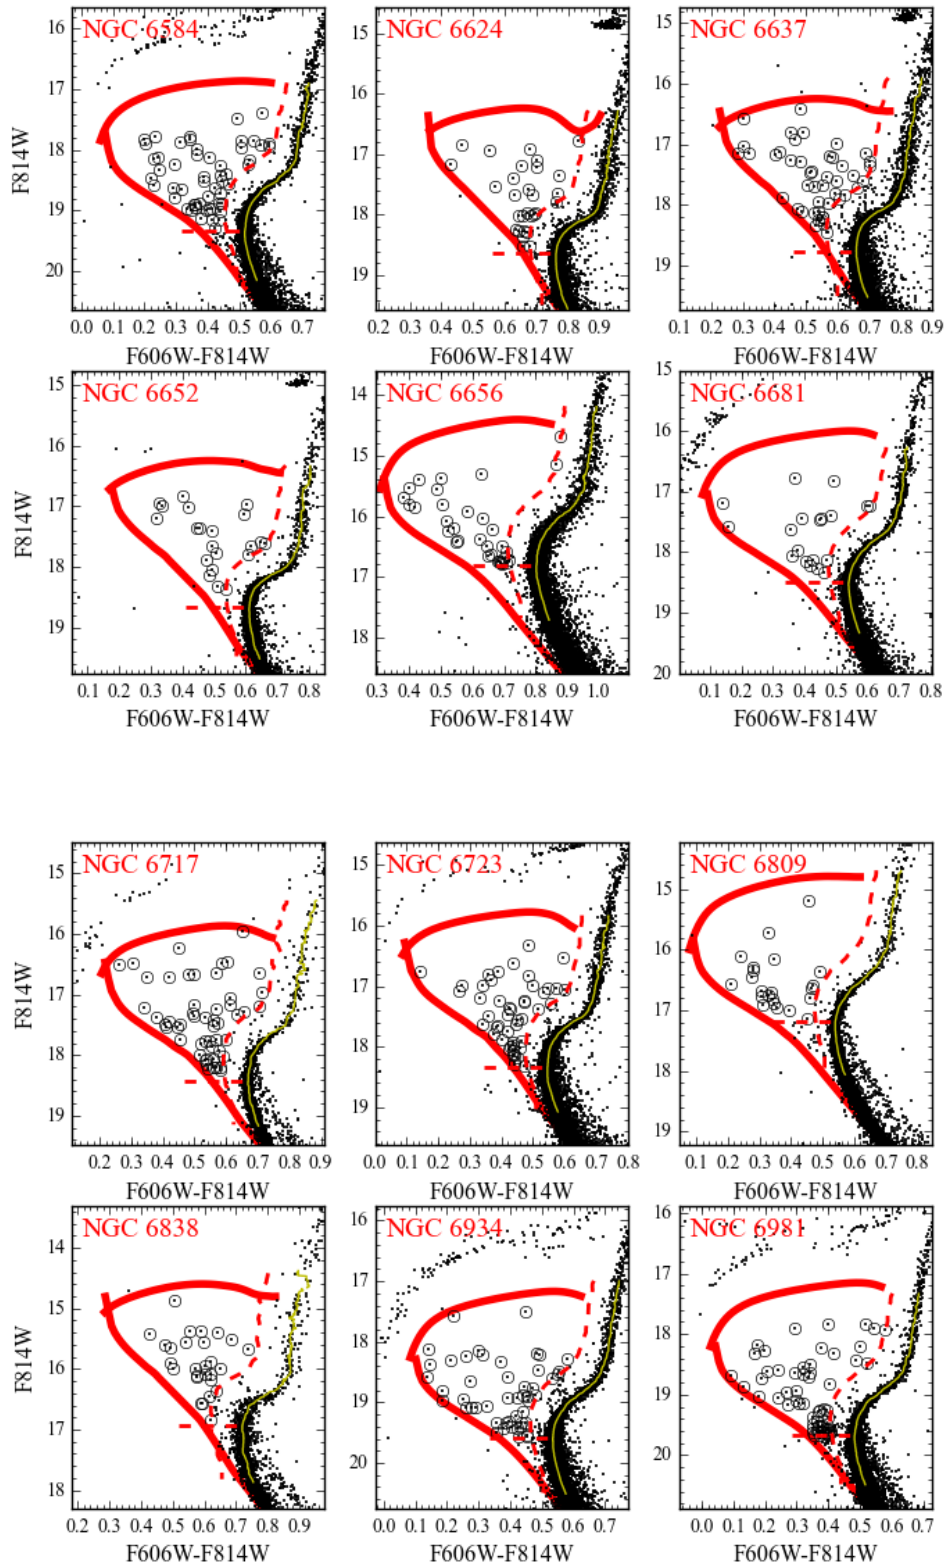 NGC 6584 NGC 6624 NGC 6637
16 17 18 19 20
15 16 17 18 19
15 16 17 18 19
F814W
0.0 0.1 0.2 0.3 0.4 0.5 0.6 0.7
0.2 0.3 0.4 0.5 0.6 0.7 0.8 0.9
0.1 0.2 0.3 0.4 0.5 0.6 0.7 0.8 0.9
F606W-F814W F606W-F814W F606W-F814W
NGC 6652 NGC 6656 NGC 6681
15 16 17 18 19
14 15 16 17 18
15 16 17 18 19 20
F814W
0.1 0.2 0.3 0.4 0.5 0.6 0.7 0.8
0.3 0.4 0.5 0.6 0.7 0.8 0.9 1.0
0.1 0.2 0.3 0.4 0.5 0.6 0.7 0.8
F606W-F814W F606W-F814W F606W-F814W
NGC 6717 NGC 6723 NGC 6809
15 16 17 18 19
15 16 17 18 19
15 16 17 18 19
F814W
0.2 0.3 0.4 0.5 0.6 0.7 0.8 0.9
0.0 0.1 0.2 0.3 0.4 0.5 0.6 0.7 0.8
0.1 0.2 0.3 0.4 0.5 0.6 0.7 0.8
F606W-F814W F606W-F814W F606W-F814W
NGC 6838 NGC 6934 NGC 6981
14 15 16 17 18
16 17 18 19 20
16 17 18 19 20
F814W
0.2 0.3 0.4 0.5 0.6 0.7 0.8 0.9
0.0 0.1 0.2 0.3 0.4 0.5 0.6 0.7
0.0 0.1 0.2 0.3 0.4 0.5 0.6 0.7
F606W-F814W F606W-F814W F606W-F814W